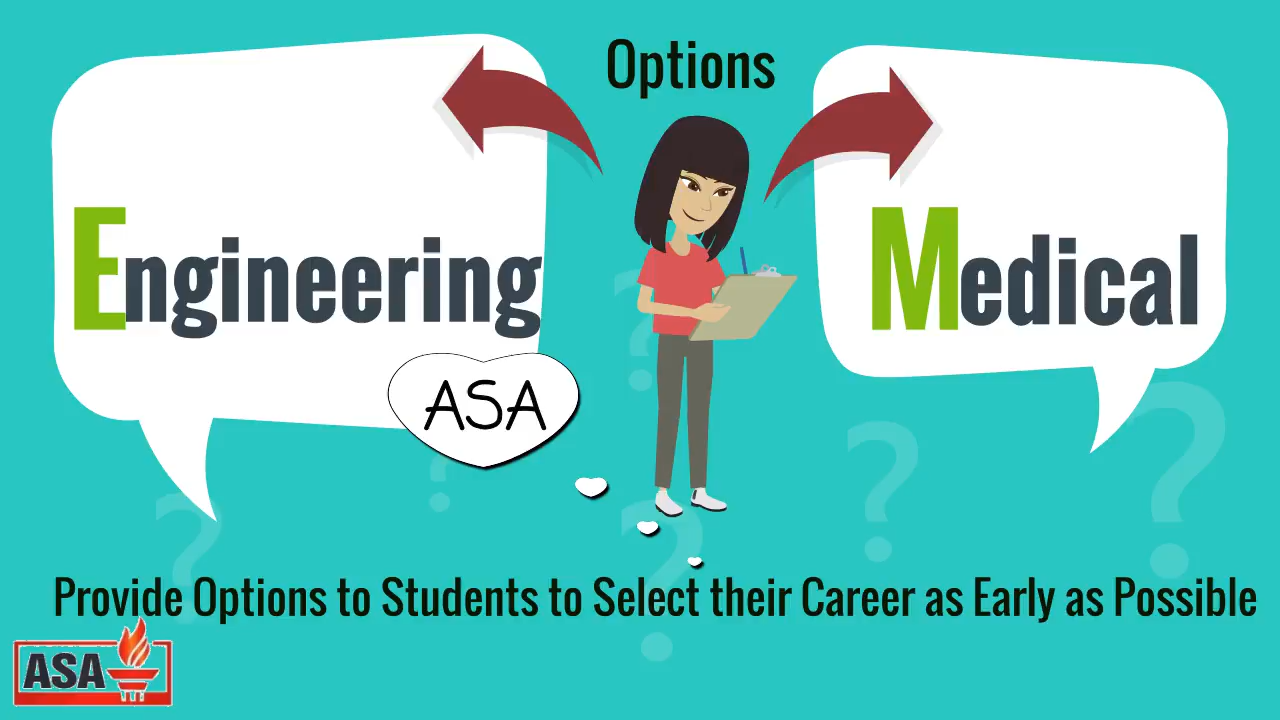 Options
Engineering
Medical
ASA
Provide Options to Students to Select their Career as Early as Possible
ASA